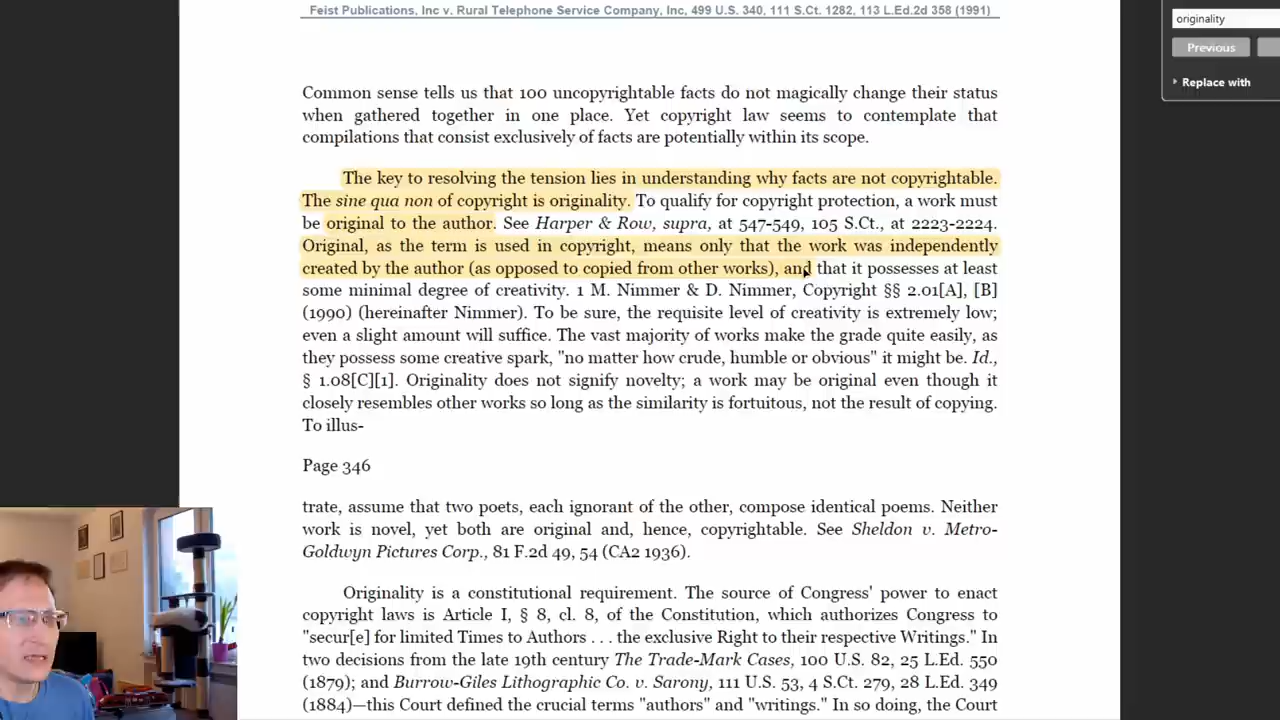 Feist Publications, Inc v. Rural Telephone Service Company, Inc, 499 U.S. 340, 111 S.Ct. 1282, 113 L.Ed.2d 358 (1991)
originality
Previous
Replace with
Common sense tells us that 100 uncopyrightable facts do not magically change their status
when gathered together in one place. Yet copyright law seems to contemplate that
compilations that consist exclusively of facts are potentially within its scope.
The key to resolving the tension lies in understanding why facts are not copyrightable.
The sine qua non of copyright is originality. To qualify for copyright protection, a work must
be original to the author. See Harper & Row, supra, at 547-549, 105 S.Ct., at 2223-2224.
Original, as the term is used in copyright, means only that the work was independently
created by the author (as opposed to copied from other works), and that it possesses at least
some minimal degree of creativity. 1 M. Nimmer & D. Nimmer, Copyright §§ 2.01[A], [B]
(1990) (hereinafter Nimmer). To be sure, the requisite level of creativity is extremely low;
even a slight amount will suffice. The vast majority of works make the grade quite easily, as
they possess some creative spark, "no matter how crude, humble or obvious" it might be. Id.,
§ 1.08[C][1]. Originality does not signify novelty; a work may be original even though it
closely resembles other works so long as the similarity is fortuitous, not the result of copying.
To illus-
Page 346
trate, assume that two poets, each ignorant of the other, compose identical poems. Neither
work is novel, yet both are original and, hence, copyrightable. See Sheldon v. Metro-
Goldwyn Pictures Corp., 81 F.2d 49, 54 (CA2 1936).
Originality is a constitutional requirement. The source of Congress' power to enact
copyright laws is Article I, § 8, cl. 8, of the Constitution, which authorizes Congress to
"secur[e] for limited Times to Authors . . . the exclusive Right to their respective Writings." In
two decisions from the late 19th century The Trade-Mark Cases, 100 U.S. 82, 25 L.Ed. 550
(1879); and Burrow-Giles Lithographic Co. v. Sarony, 111 U.S. 53, 4 S.Ct. 279, 28 L.Ed. 349
(1884)—this Court defined the crucial terms "authors" and "writings." In so doing, the Court